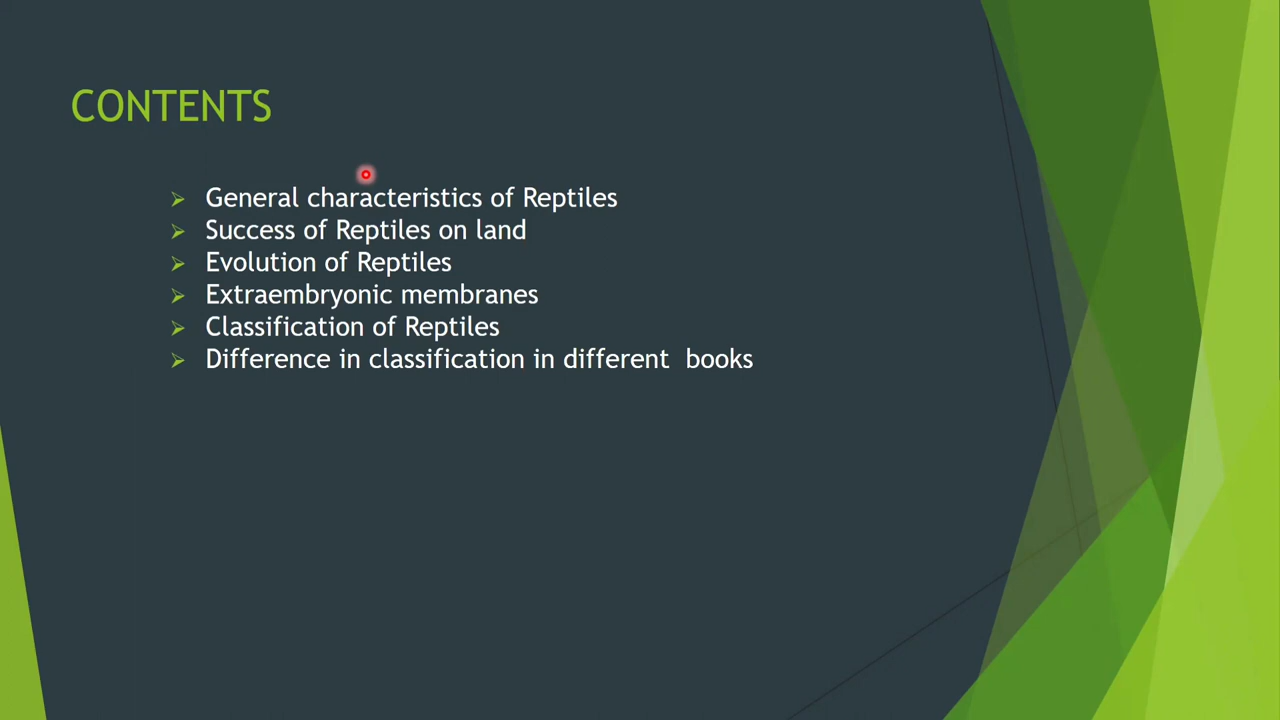 CONTENTS
General characteristics of Reptiles
Success of Reptiles on land
Evolution of Reptiles
Extraembryonic membranes
Classification of Reptiles
Difference in classification in different  books